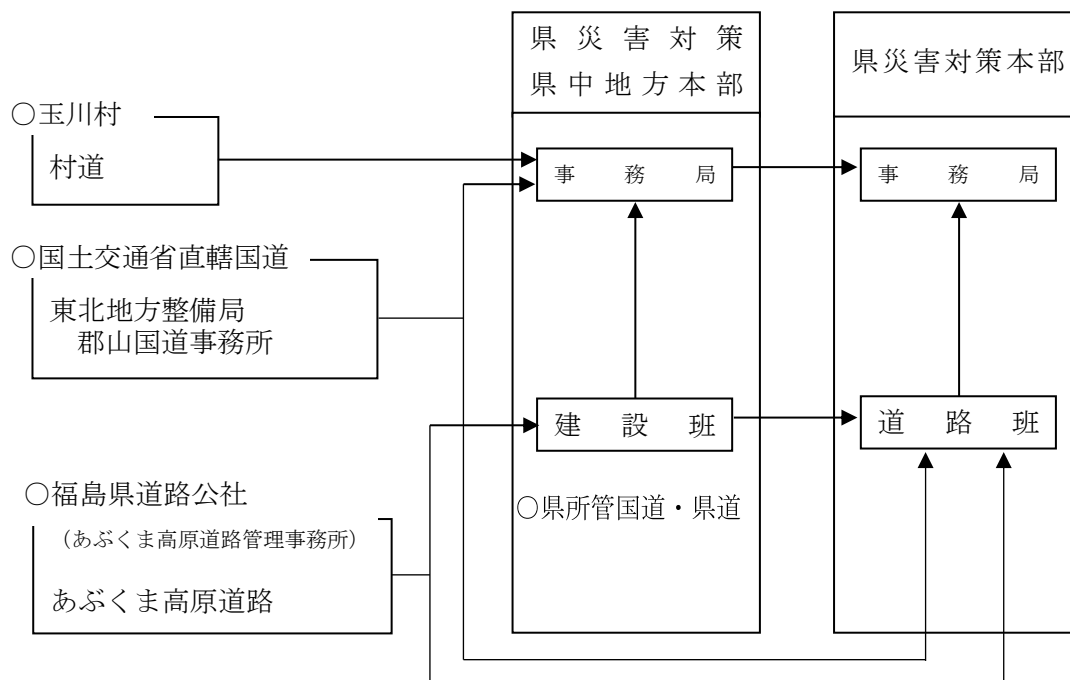 県災害対策
県中地方本部
県災害対策本部
○玉川村
村道
事務局
事務局
○国土交通省直轄国道
東北地方整備局
郡山国道事務所
建設班
道路班
○県所管国道・県道
○福島県道路公社
（あぶくま高原道路管理事務所）
あぶくま高原道路